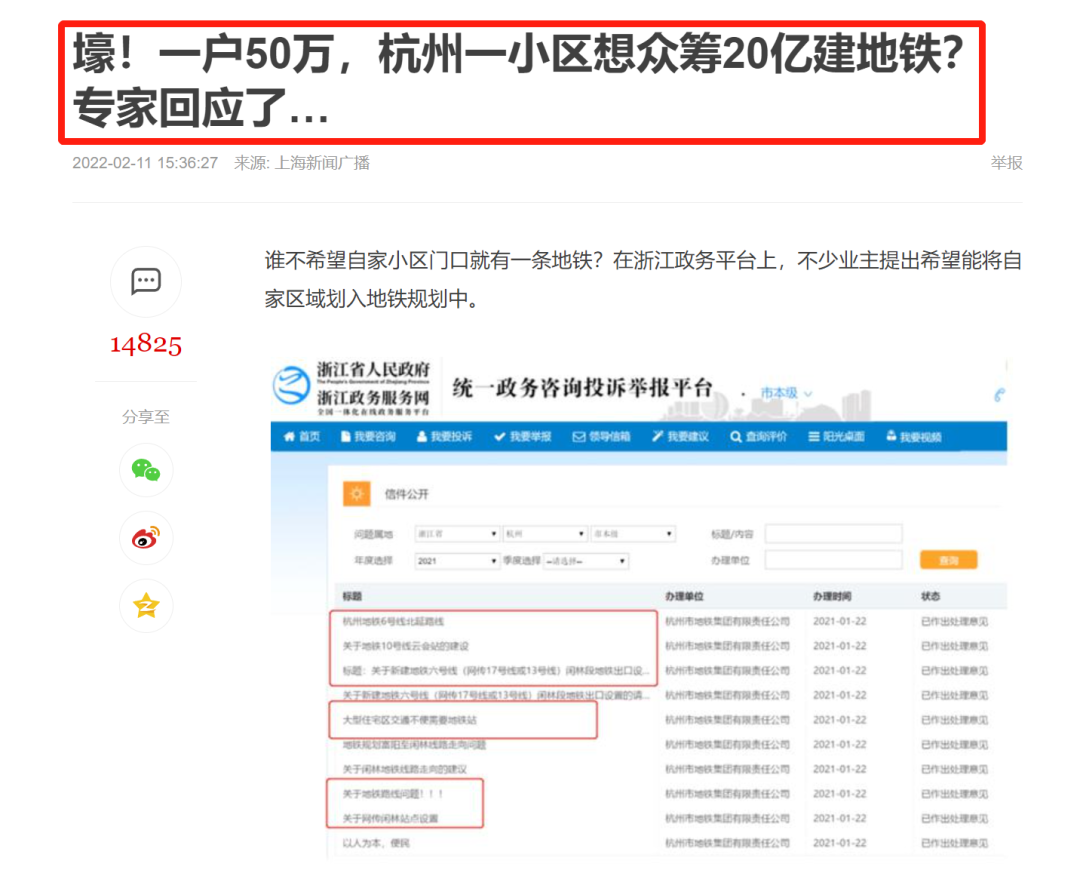 壕！一户50万，杭州一小区想众筹20亿建地铁？
专家回应了...
2022-02-11 15:36:27 来源: 上海新闻广播 举报
谁不希望自家小区门口就有一条地铁？在浙江政务平台上，不少业主提出希望能将自
家区域划入地铁规划中。
14825
分享至
浙江省人民政府
The People's Government of Zhejiang Province
浙江政务服务网
全国一体化在线政务服务平台
统一政务咨询投诉举报平台 . 市本级
首页 我要咨询 我要投诉 我要举报 领导信箱 我要建议 查询评价 阳光桌面 我要视频
信件公开
问题属地 浙江省 杭州 市本级 标题/内容
年度选择 2021 季度选择 --请选择-- 办理单位 查询
标题 办理单位 办理时间 状态
杭州地铁6号线北延路线 杭州市地铁集团有限责任公司 2021-01-22 已作出处理意见
关于地铁10号线云会站的建设 杭州市地铁集团有限责任公司 2021-01-22 已作出处理意见
标题：关于新建地铁六号线（网传17号线或13号线）闲林段地铁出口设... 杭州市地铁集团有限责任公司 2021-01-22 已作出处理意见
关于新建地铁六号线（网传17号线或13号线）闲林段地铁出口设置的请... 杭州市地铁集团有限责任公司 2021-01-22 已作出处理意见
大型住宅区交通不便需要地铁站 杭州市地铁集团有限责任公司 2021-01-22 已作出处理意见
地铁规划富阳至闲林线路走向问题 杭州市地铁集团有限责任公司 2021-01-22 已作出处理意见
关于闲林地铁线路走向的建议 杭州市地铁集团有限责任公司 2021-01-22 已作出处理意见
关于地铁路线问题！！！ 杭州市地铁集团有限责任公司 2021-01-22 已作出处理意见
关于网传闲林站点设置 杭州市地铁集团有限责任公司 2021-01-22 已作出处理意见
以人为本，便民 杭州市地铁集团有限责任公司 2021-01-22 已作出处理意见